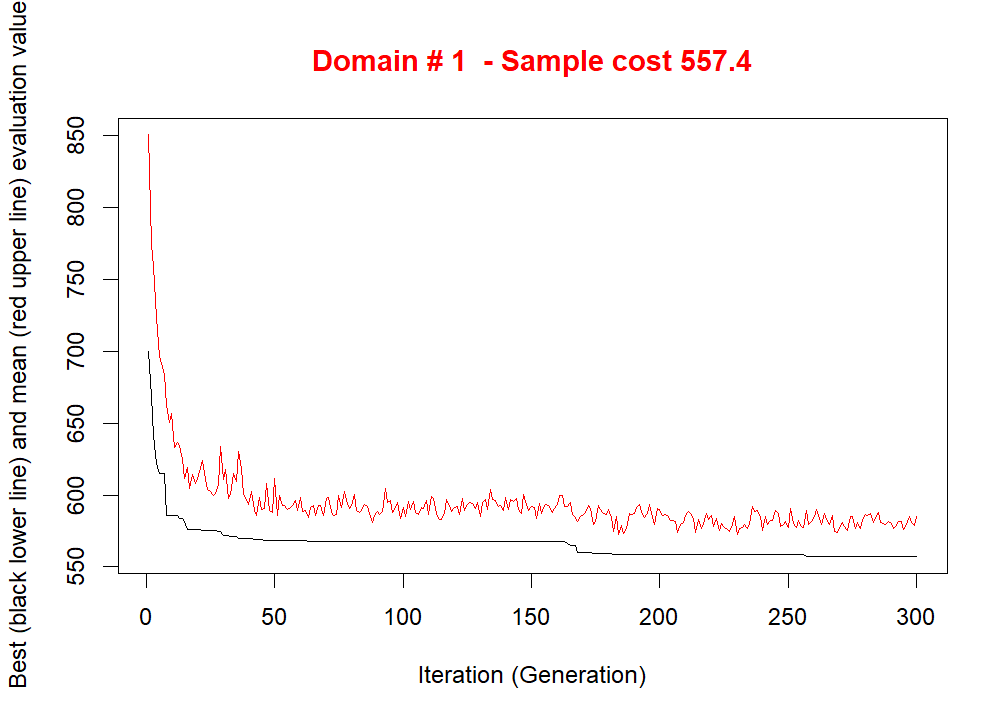 Domain # 1  - Sample cost 557.4
Best (black lower line) and mean (red upper line) evaluation value
850
800
750
700
650
600
550
0 50 100 150 200 250 300
Iteration (Generation)